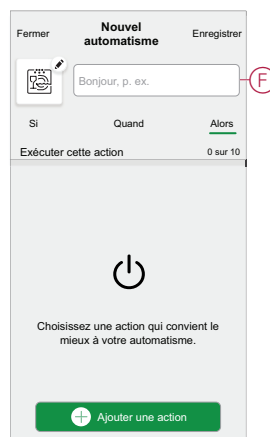 Fermer Nouvel automatisme Enregistrer
Bonjour, p. ex.
F
Si Quand Alors
Exécuter cette action 0 sur 10
Choisissez une action qui convient le
mieux à votre automatisme.
Ajouter une action